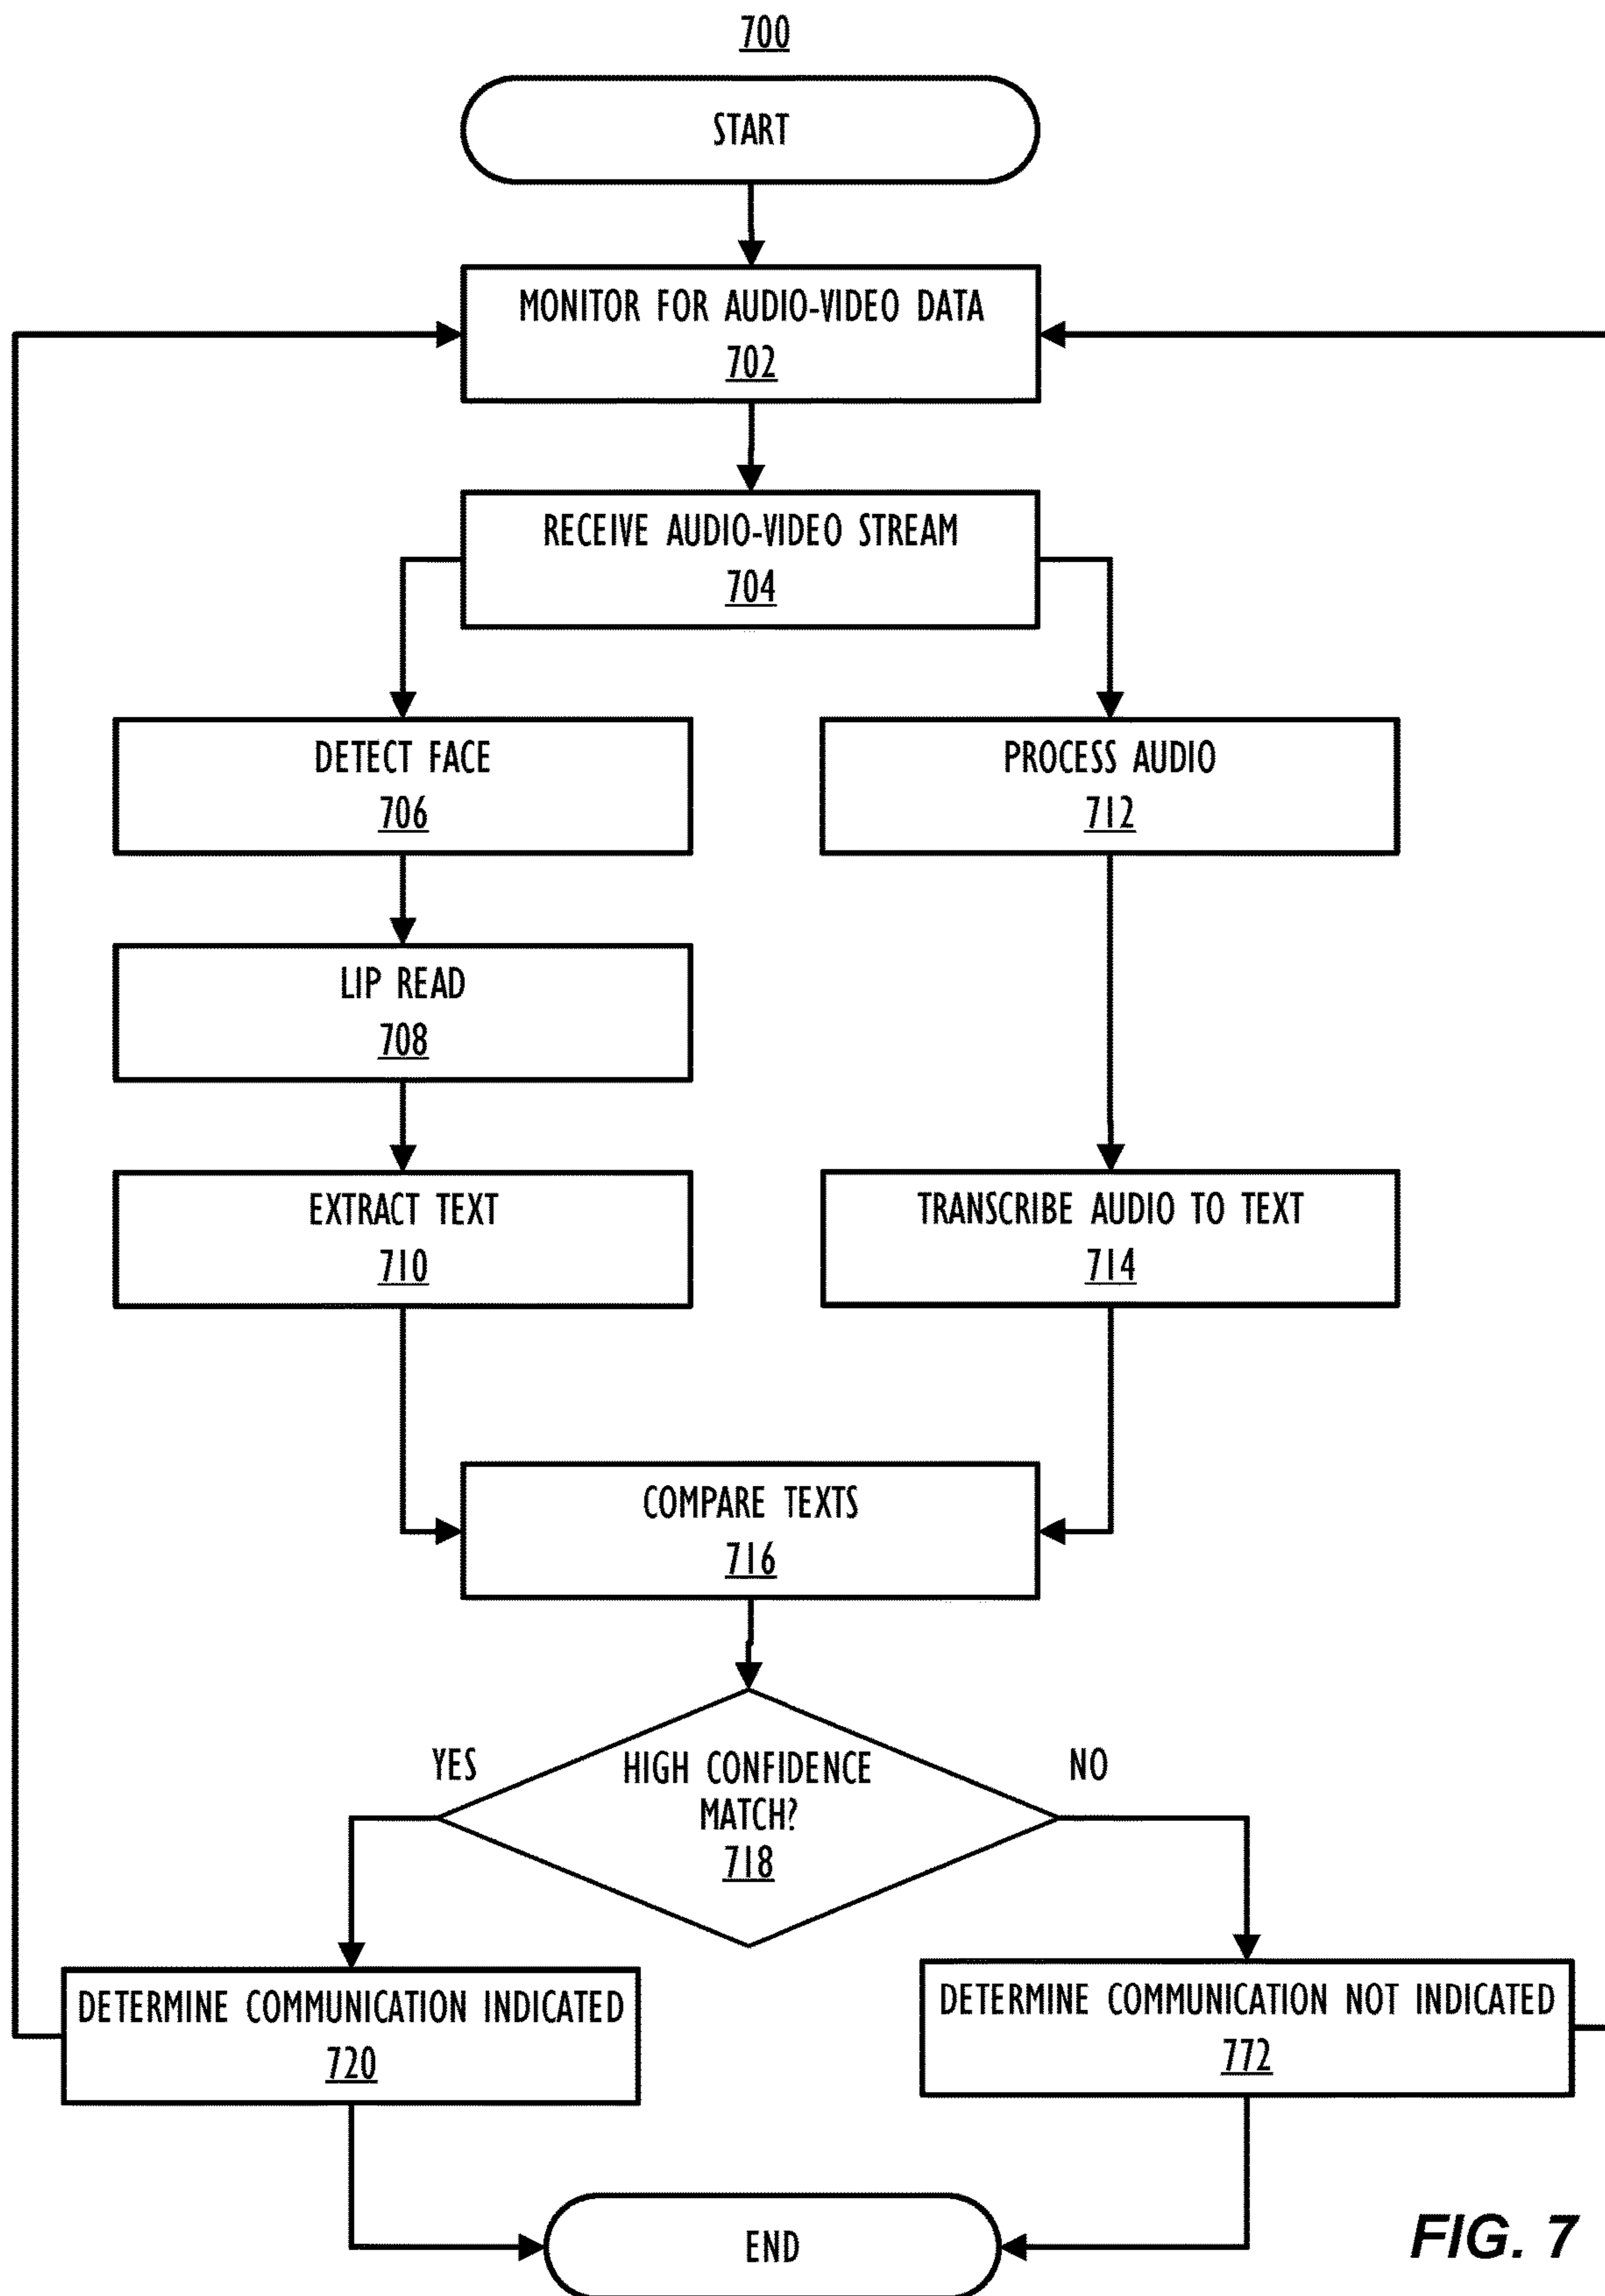 700
START
MONITOR FOR AUDIO-VIDEO DATA
702
RECEIVE AUDIO-VIDEO STREAM
704
DETECT FACE
706
PROCESS AUDIO
712
LIP READ
708
EXTRACT TEXT
710
TRANSCRIBE AUDIO TO TEXT
714
COMPARE TEXTS
716
YES
HIGH CONFIDENCE
MATCH?
718
NO
DETERMINE COMMUNICATION INDICATED
720
DETERMINE COMMUNICATION NOT INDICATED
772
END
FIG. 7